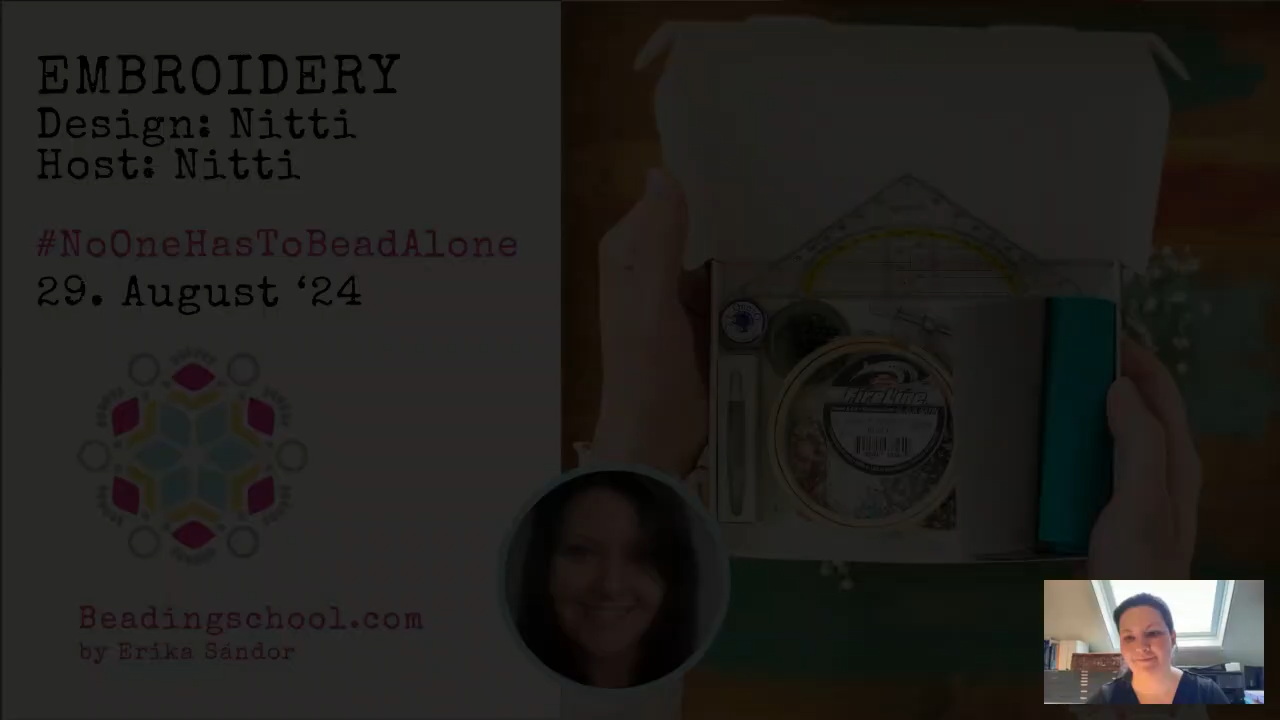 EMBROIDERY
Design: Nitti
Host: Nitti
#NoOneHasToBeadAlone
29. August ‘24
Beadingschool.com
by Erika Sándor
FIRELINE